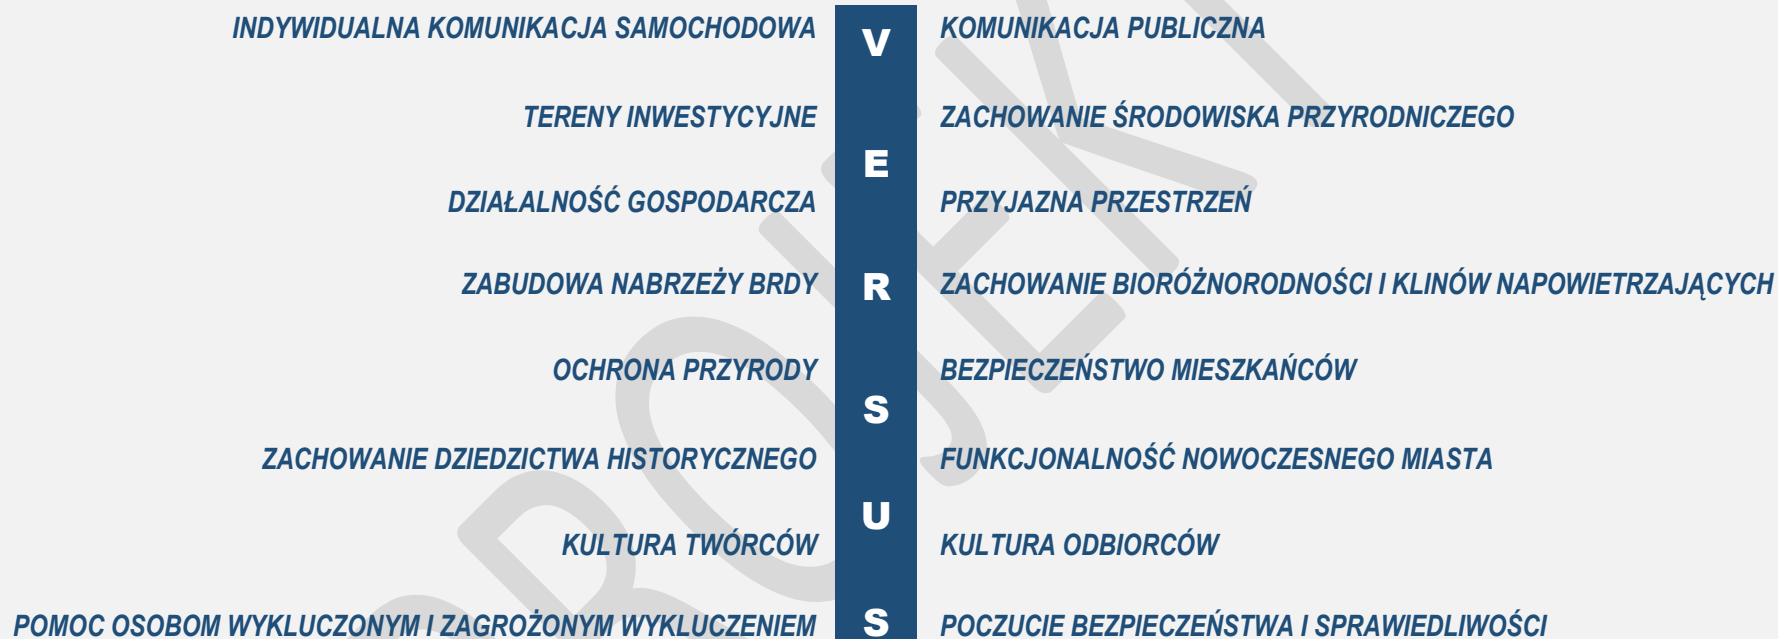 INDYWIDUALNA KOMUNIKACJA SAMOCHODOWA KOMUNIKACJA PUBLICZNA
V
TERENY INWESTYCYJNE ZACHOWANIE ŚRODOWISKA PRZYRODNICZEGO
E
DZIAŁALNOŚĆ GOSPODARCZA PRZYJAZNA PRZESTRZEŃ
ZABUDOWA NABRZEŻY BRDY R ZACHOWANIE BIORÓŻNORODNOŚCI I KLINÓW NAPOWIETRZAJĄCYCH
OCHRONA PRZYRODY BEZPIECZEŃSTWO MIESZKAŃCÓW
S
ZACHOWANIE DZIEDZICTWA HISTORYCZNEGO FUNKCJONALNOŚĆ NOWOCZESNEGO MIASTA
U
KULTURA TWÓRCÓW KULTURA ODBIORCÓW
POMOC OSOBOM WYKLUCZONYM I ZAGROŻONYM WYKLUCZENIEM S POCZUCIE BEZPIECZEŃSTWA I SPRAWIEDLIWOŚCI
PROJEKT